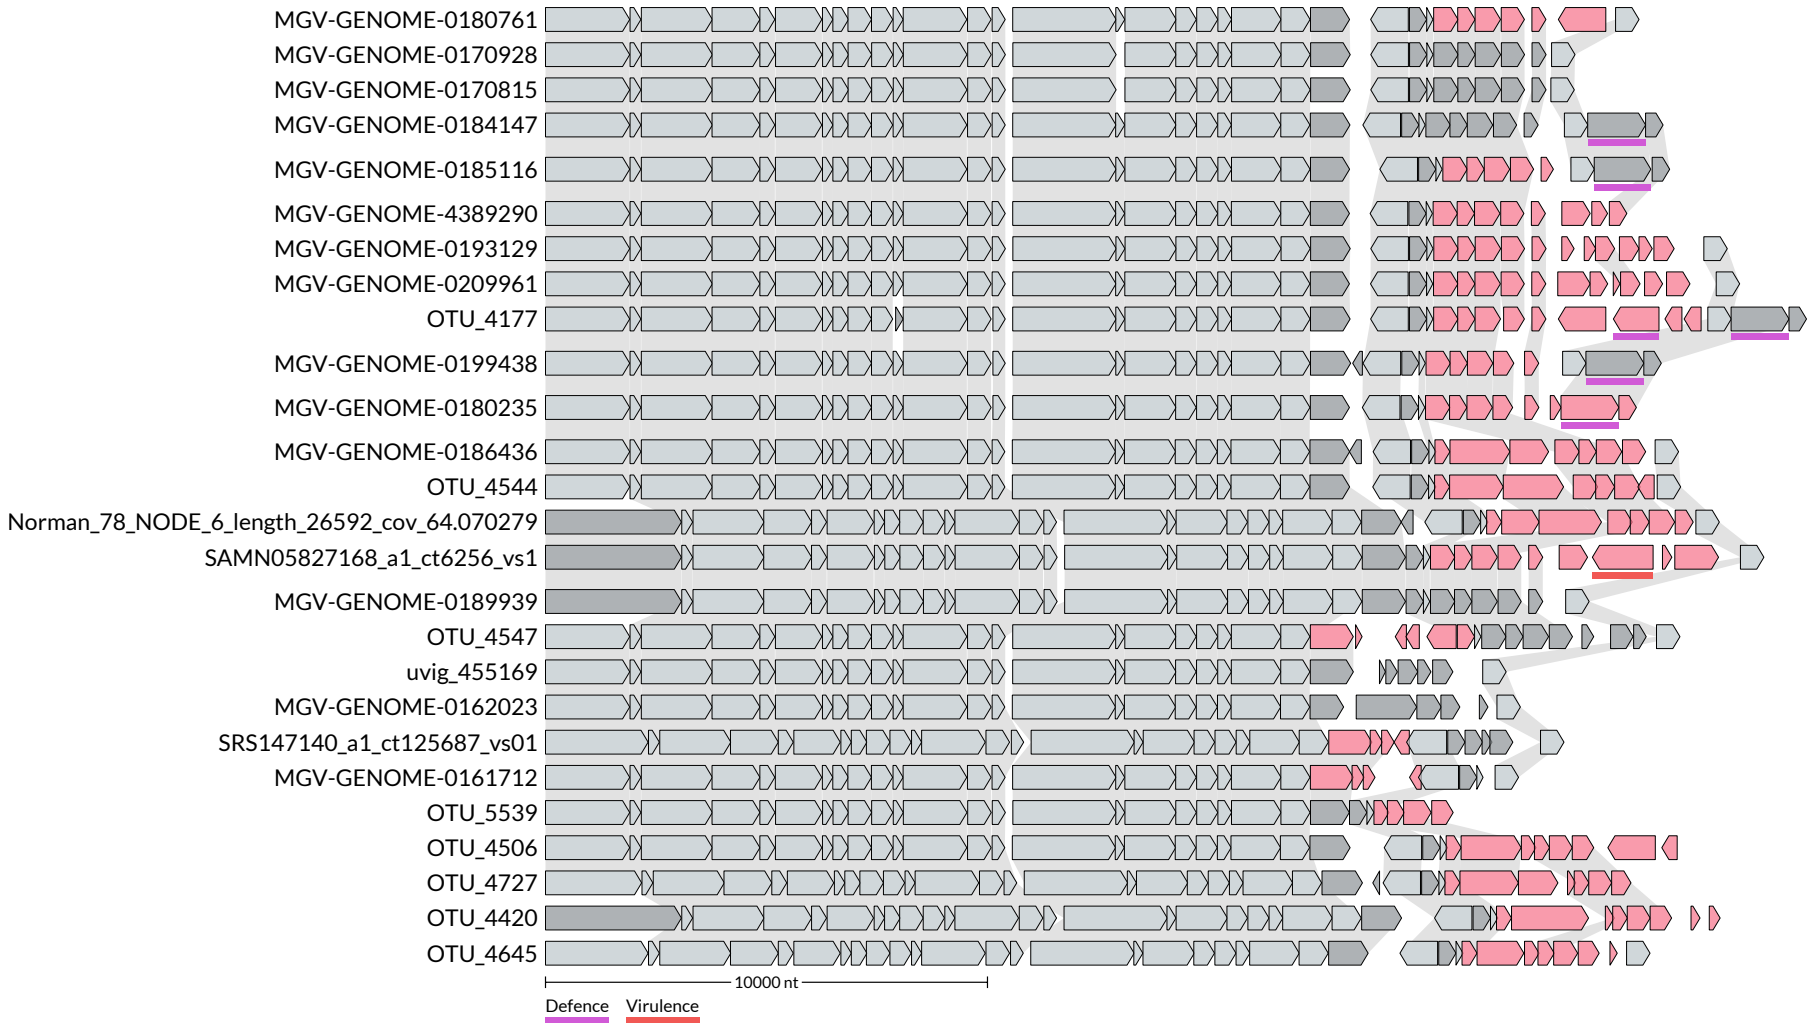 MGV-GENOME-0180761
MGV-GENOME-0170928
MGV-GENOME-0170815
MGV-GENOME-0184147
MGV-GENOME-0185116
MGV-GENOME-4389290
MGV-GENOME-0193129
MGV-GENOME-0209961
OTU_4177
MGV-GENOME-0199438
MGV-GENOME-0180235
MGV-GENOME-0186436
OTU_4544
Norman_78_NODE_6_length_26592_cov_64.070279
SAMN05827168_a1_ct6256_vs1
MGV-GENOME-0189939
OTU_4547
uvig_455169
MGV-GENOME-0162023
SRS147140_a1_ct125687_vs01
MGV-GENOME-0161712
OTU_5539
OTU_4506
OTU_4727
OTU_4420
OTU_4645
10000 nt
Defence Virulence